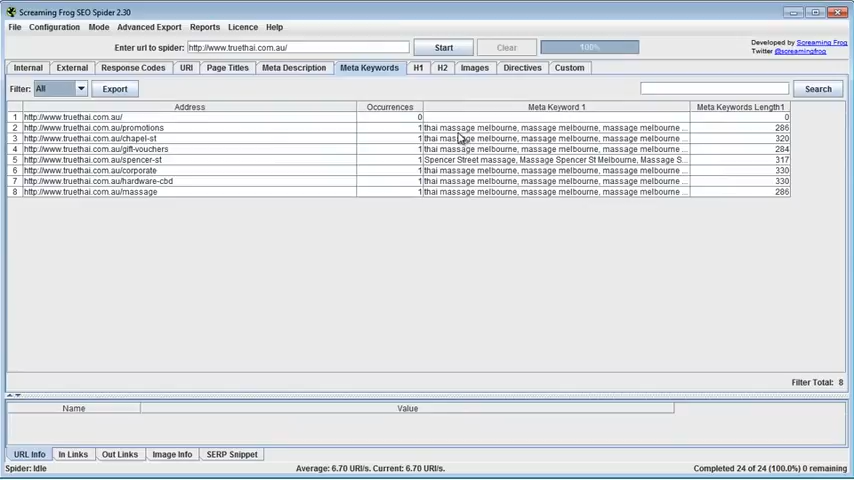 Screaming Frog SEO Spider 2.30
File Configuration Mode Advanced Export Reports Licence Help
Enter url to spider: http://www.truethai.com.au/ Start Clear 100% Developed by Screaming Frog
Twitter @screamingfrog
Internal External Response Codes URI Page Titles Meta Description Meta Keywords H1 H2 Images Directives Custom
Filter: All Export Search
Address Occurrences Meta Keyword 1 Meta Keywords Length1
1 http://www.truethai.com.au/ 0 0
2 http://www.truethai.com.au/promotions 1 thai massage melbourne, massage melbourne, massage melbourne ... 286
3 http://www.truethai.com.au/chapel-st 1 thai massage melbourne, massage melbourne, massage melbourne ... 320
4 http://www.truethai.com.au/gift-vouchers 1 thai massage melbourne, massage melbourne, massage melbourne ... 284
5 http://www.truethai.com.au/spencer-st 1 Spencer Street massage, Massage Spencer St Melbourne, Massage S... 317
6 http://www.truethai.com.au/corporate 1 thai massage melbourne, massage melbourne, massage melbourne ... 330
7 http://www.truethai.com.au/hardware-cbd 1 thai massage melbourne, massage melbourne, massage melbourne ... 330
8 http://www.truethai.com.au/massage 1 thai massage melbourne, massage melbourne, massage melbourne ... 286
Filter Total: 8
Name Value
URL Info In Links Out Links Image Info SERP Snippet
Spider: Idle Average: 6.70 URI/s. Current: 6.70 URI/s. Completed 24 of 24 (100.0%) 0 remaining